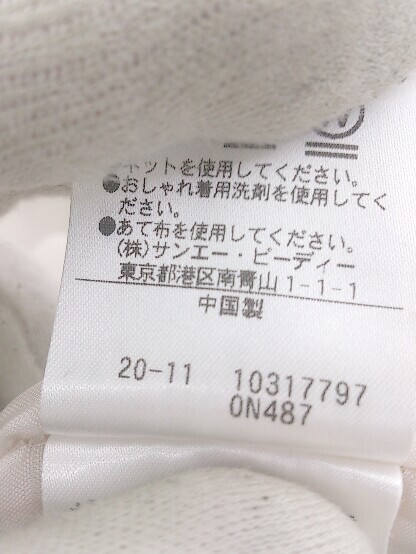 W
ネットを使用してください。
●おしゃれ着用洗剤を使用してく
ださい。
●あて布を使用してください。
(株)サンエー・ビーディー
東京都港区南青山1-1-1
中国製
20-11 10317797
0N487